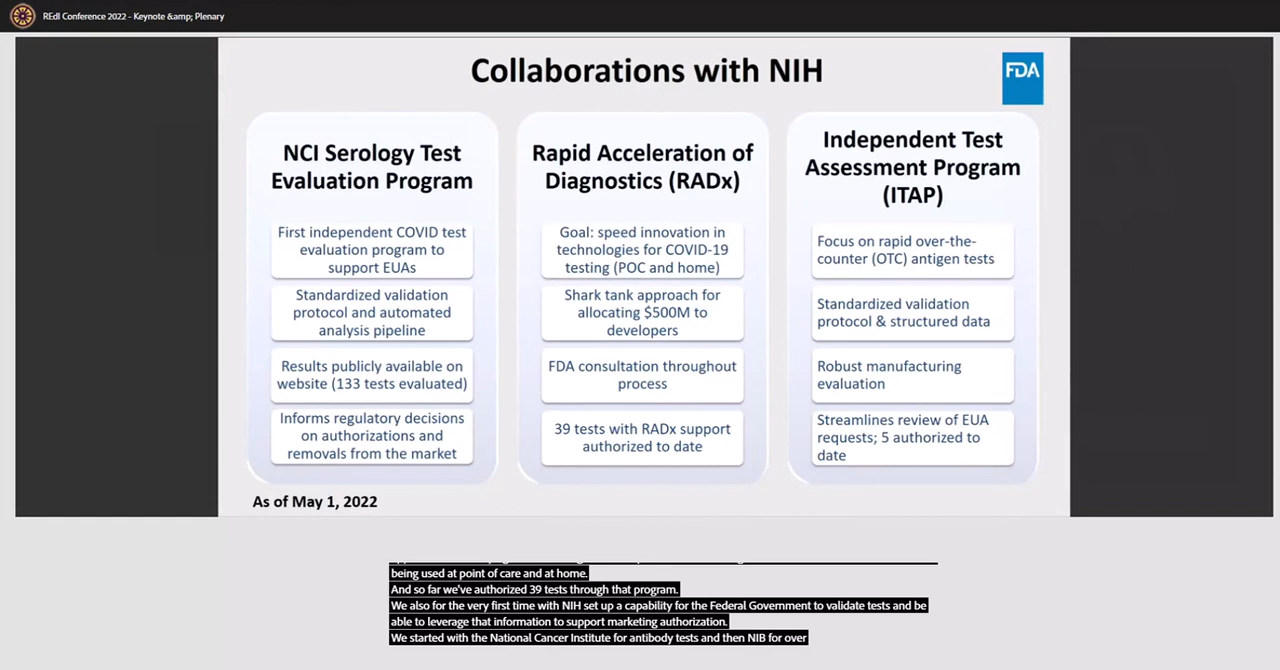 REdI Conference 2022 - Keynote &amp; Plenary
Collaborations with NIH
FDA
NCI Serology Test
Evaluation Program
First independent COVID test
evaluation program to
support EUAs
Standardized validation
protocol and automated
analysis pipeline
Results publicly available on
website (133 tests evaluated)
Informs regulatory decisions
on authorizations and
removals from the market
Rapid Acceleration of
Diagnostics (RADx)
Goal: speed innovation in
technologies for COVID-19
testing (POC and home)
Shark tank approach for
allocating $500M to
developers
FDA consultation throughout
process
39 tests with RADx support
authorized to date
Independent Test
Assessment Program
(ITAP)
Focus on rapid over-the-
counter (OTC) antigen tests
Standardized validation
protocol & structured data
Robust manufacturing
evaluation
Streamlines review of EUA
requests; 5 authorized to
date
As of May 1, 2022
being used at point of care and at home.
And so far we've authorized 39 tests through that program.
We also for the very first time with NIH set up a capability for the Federal Government to validate tests and be
able to leverage that information to support marketing authorization.
We started with the National Cancer Institute for antibody tests and then NIB for over